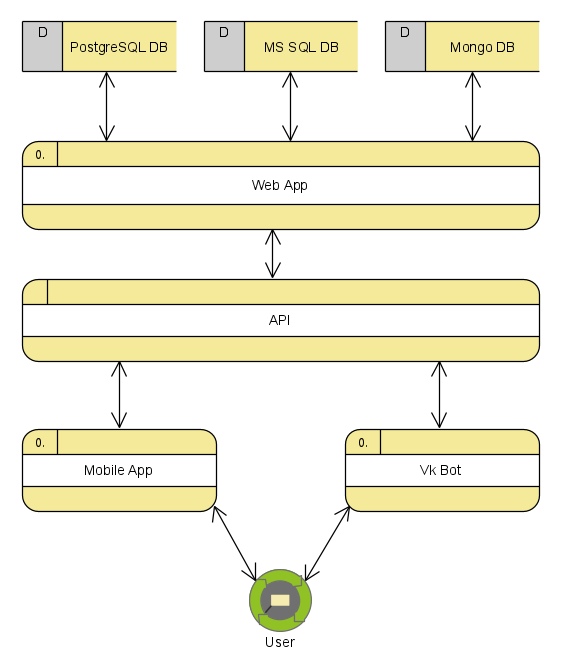 D
PostgreSQL DB
D
MS SQL DB
D
Mongo DB
0.
Web App
API
0.
Mobile App
0.
Vk Bot
User